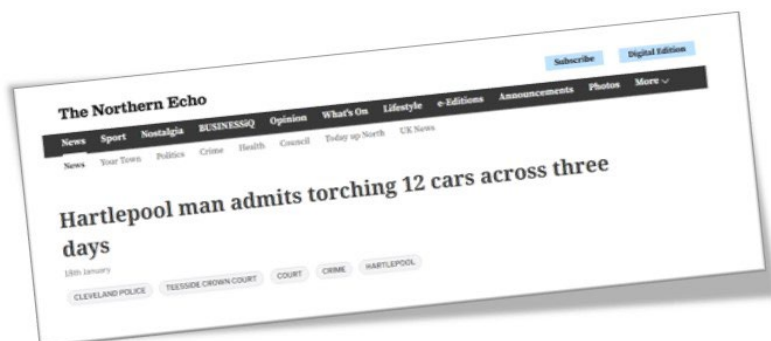 Subscribe Digital Edition
The Northern Echo
News Sport Nostalgia BUSINESSiQ Opinion What's On Lifestyle e-Editions Announcements Photos More
News Your Town Politics Crime Health Council Today up North UK News
Hartlepool man admits torching 12 cars across three
days
18th January
CLEVELAND POLICE TEESSIDE CROWN COURT COURT CRIME HARTLEPOOL